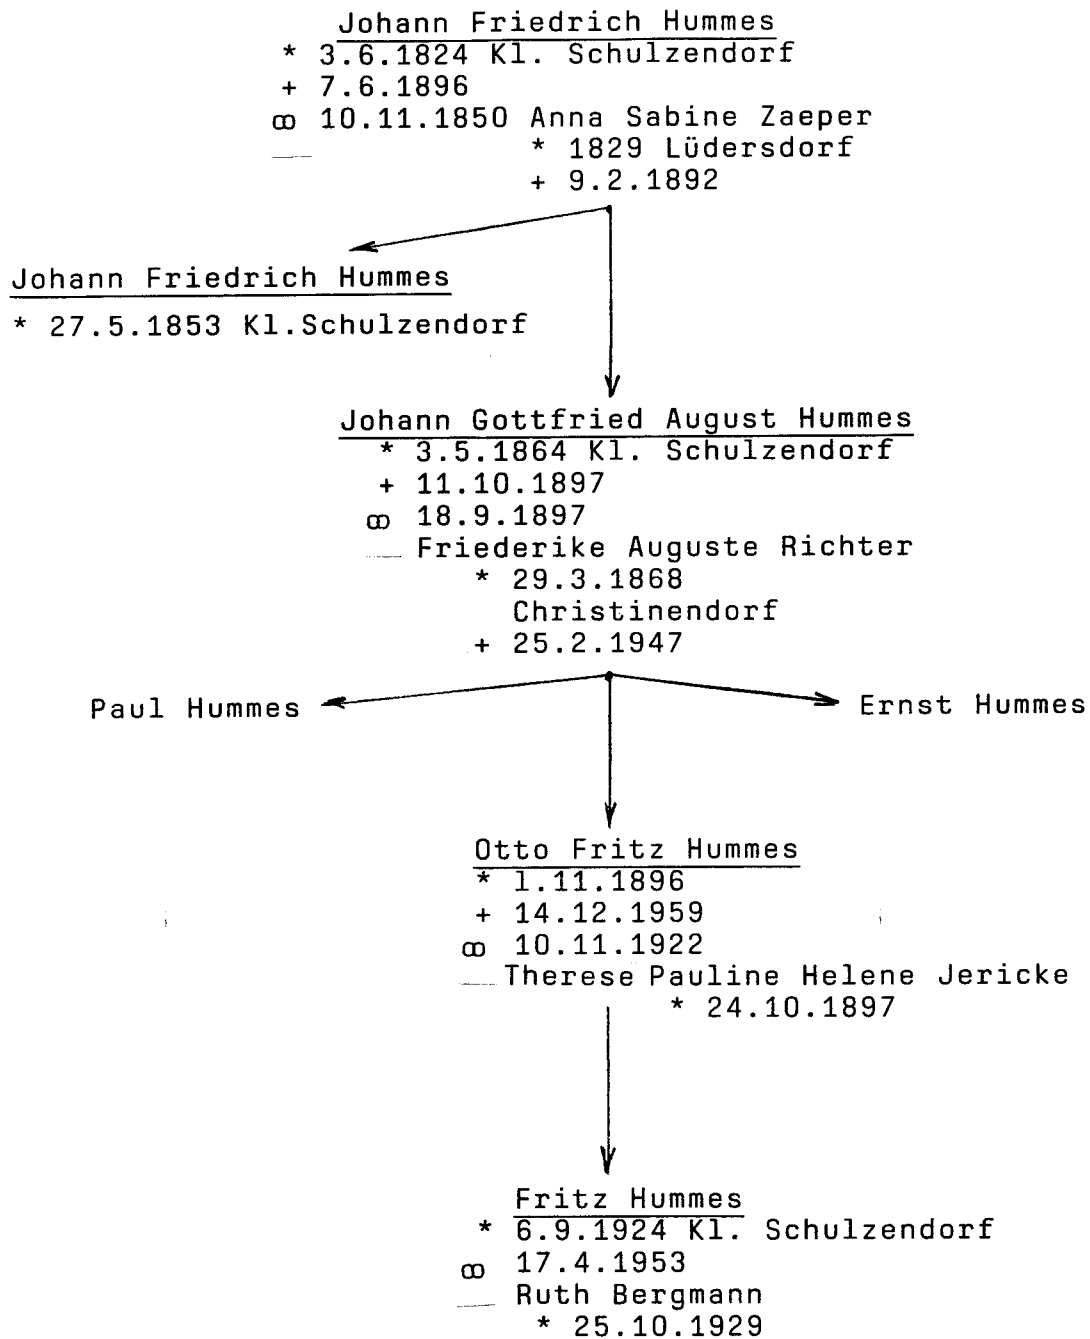 Johann Friedrich Hummes
* 3.6.1824 Kl. Schulzendorf
+ 7.6.1896
⚭ 10.11.1850 Anna Sabine Zaeper
* 1829 Lüdersdorf
+ 9.2.1892
Johann Friedrich Hummes
* 27.5.1853 Kl.Schulzendorf
Johann Gottfried August Hummes
* 3.5.1864 Kl. Schulzendorf
+ 11.10.1897
⚭ 18.9.1897
Friederike Auguste Richter
* 29.3.1868
Christinendorf
+ 25.2.1947
Paul Hummes
Ernst Hummes
Otto Fritz Hummes
* 1.11.1896
+ 14.12.1959
⚭ 10.11.1922
Therese Pauline Helene Jericke
* 24.10.1897
Fritz Hummes
* 6.9.1924 Kl. Schulzendorf
⚭ 17.4.1953
Ruth Bergmann
* 25.10.1929